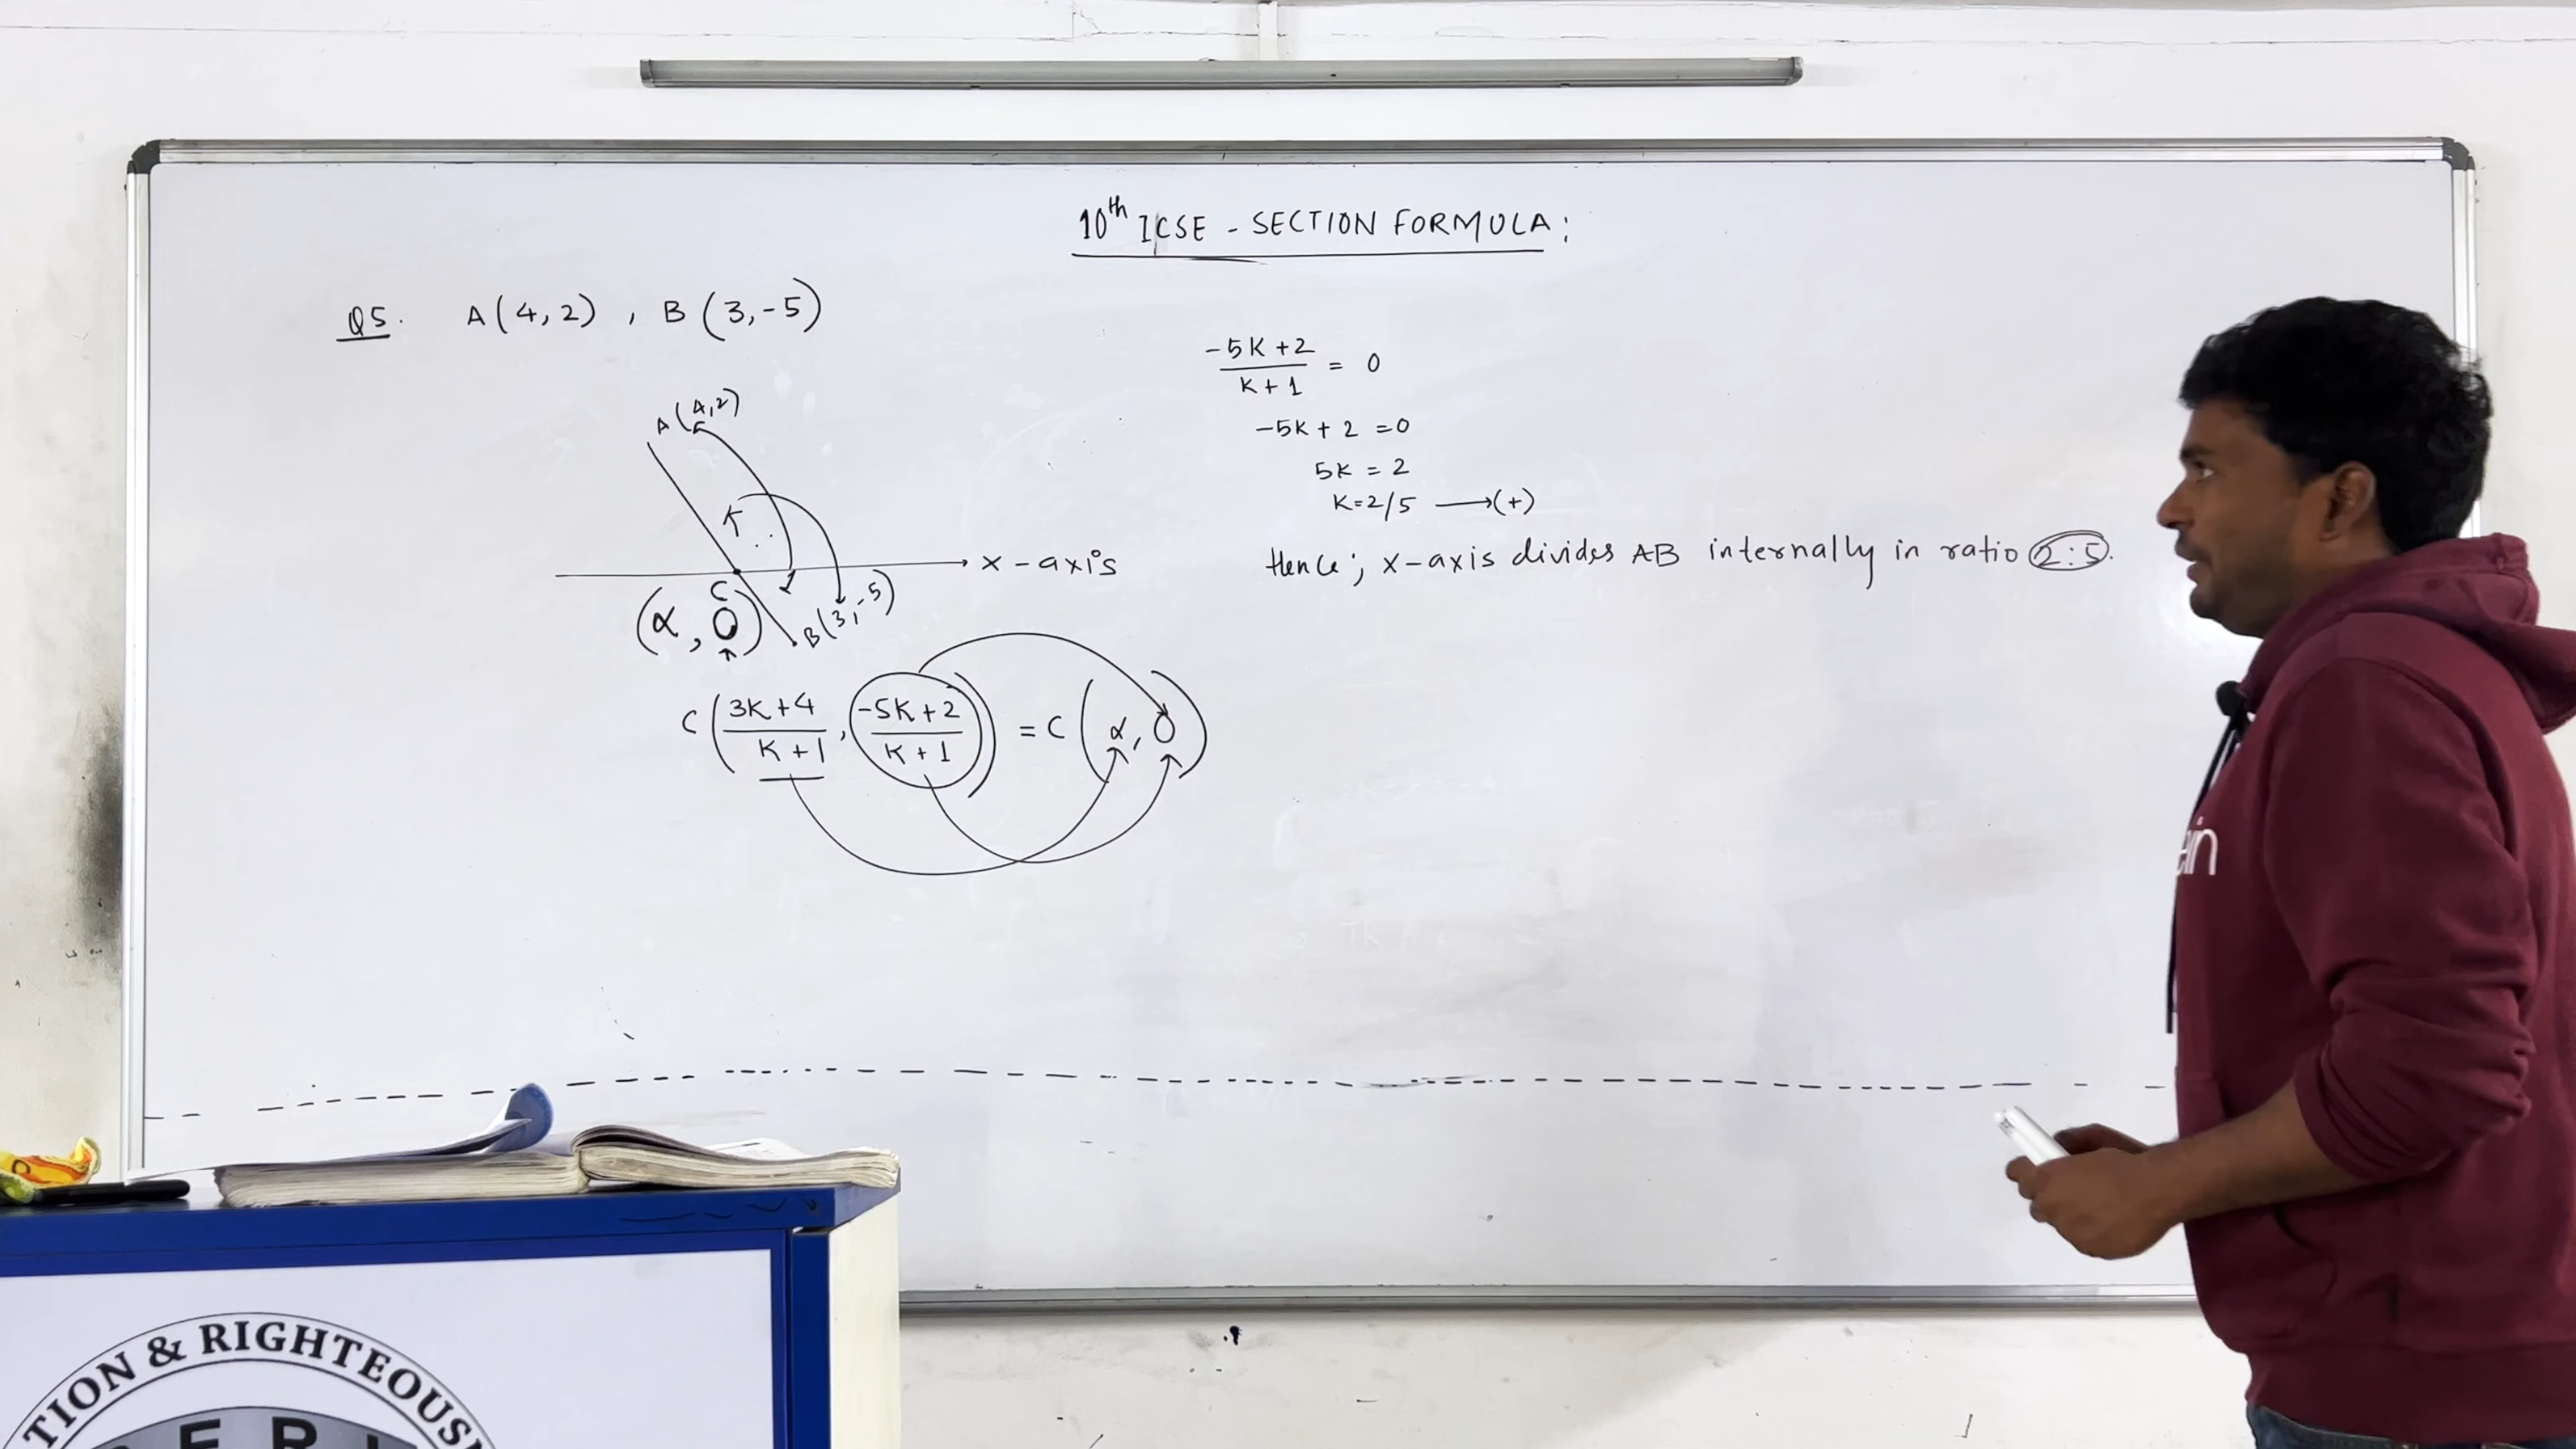 10th ICSE - SECTION FORMULA :
Q5. A(4,2) , B(3,-5)
A(4,2)
K
x-axis
C
1
(α, 0)
B(3,-5)
C((3K+4)/(K+1), (-5K+2)/(K+1)) = C(α, 0)
(-5K+2)/(K+1) = 0
-5K + 2 = 0
5K = 2
K = 2/5 ⟶ (+)
Hence; x-axis divides AB internally in ratio 2:5.
ein
TION & RIGHTEOUS